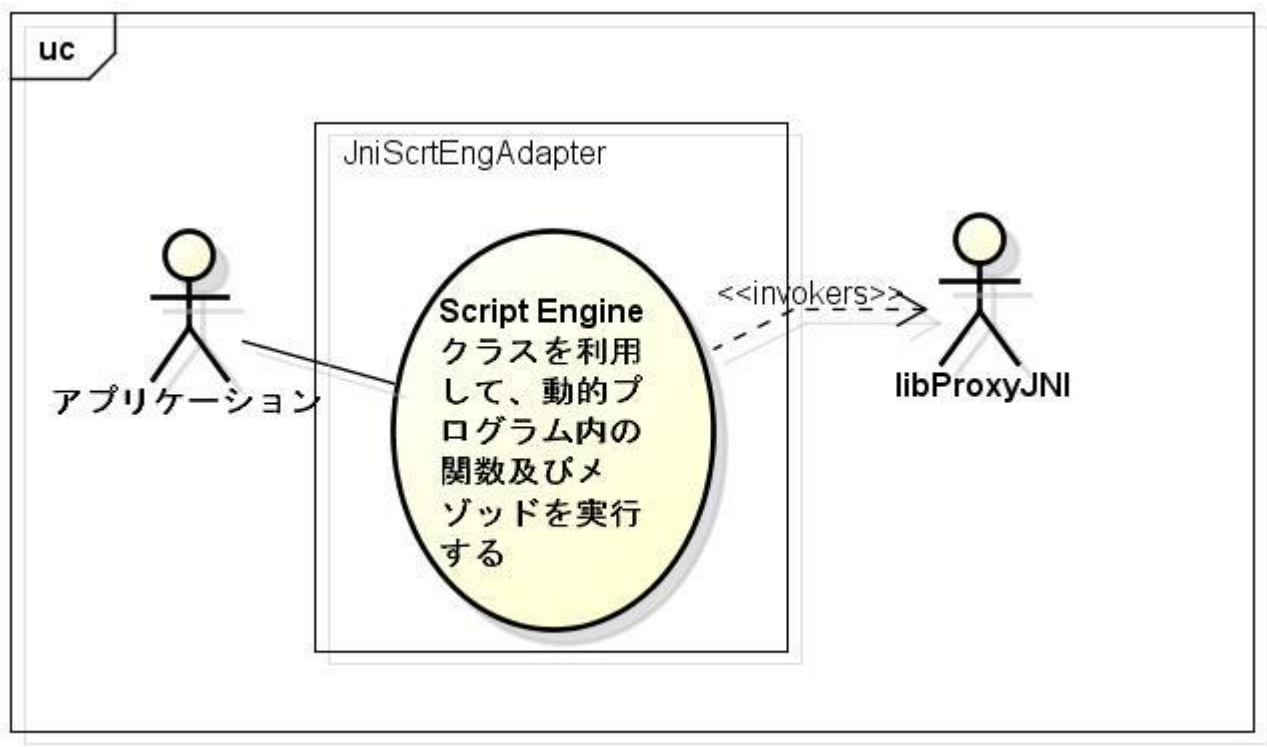 uc
JniScrtEngAdapter
Script Engine
クラスを利用
して、動的プ
ログラム内の
関数及びメ
ゾッドを実行
する
<<invokers>>
アプリケーション
libProxyJNI